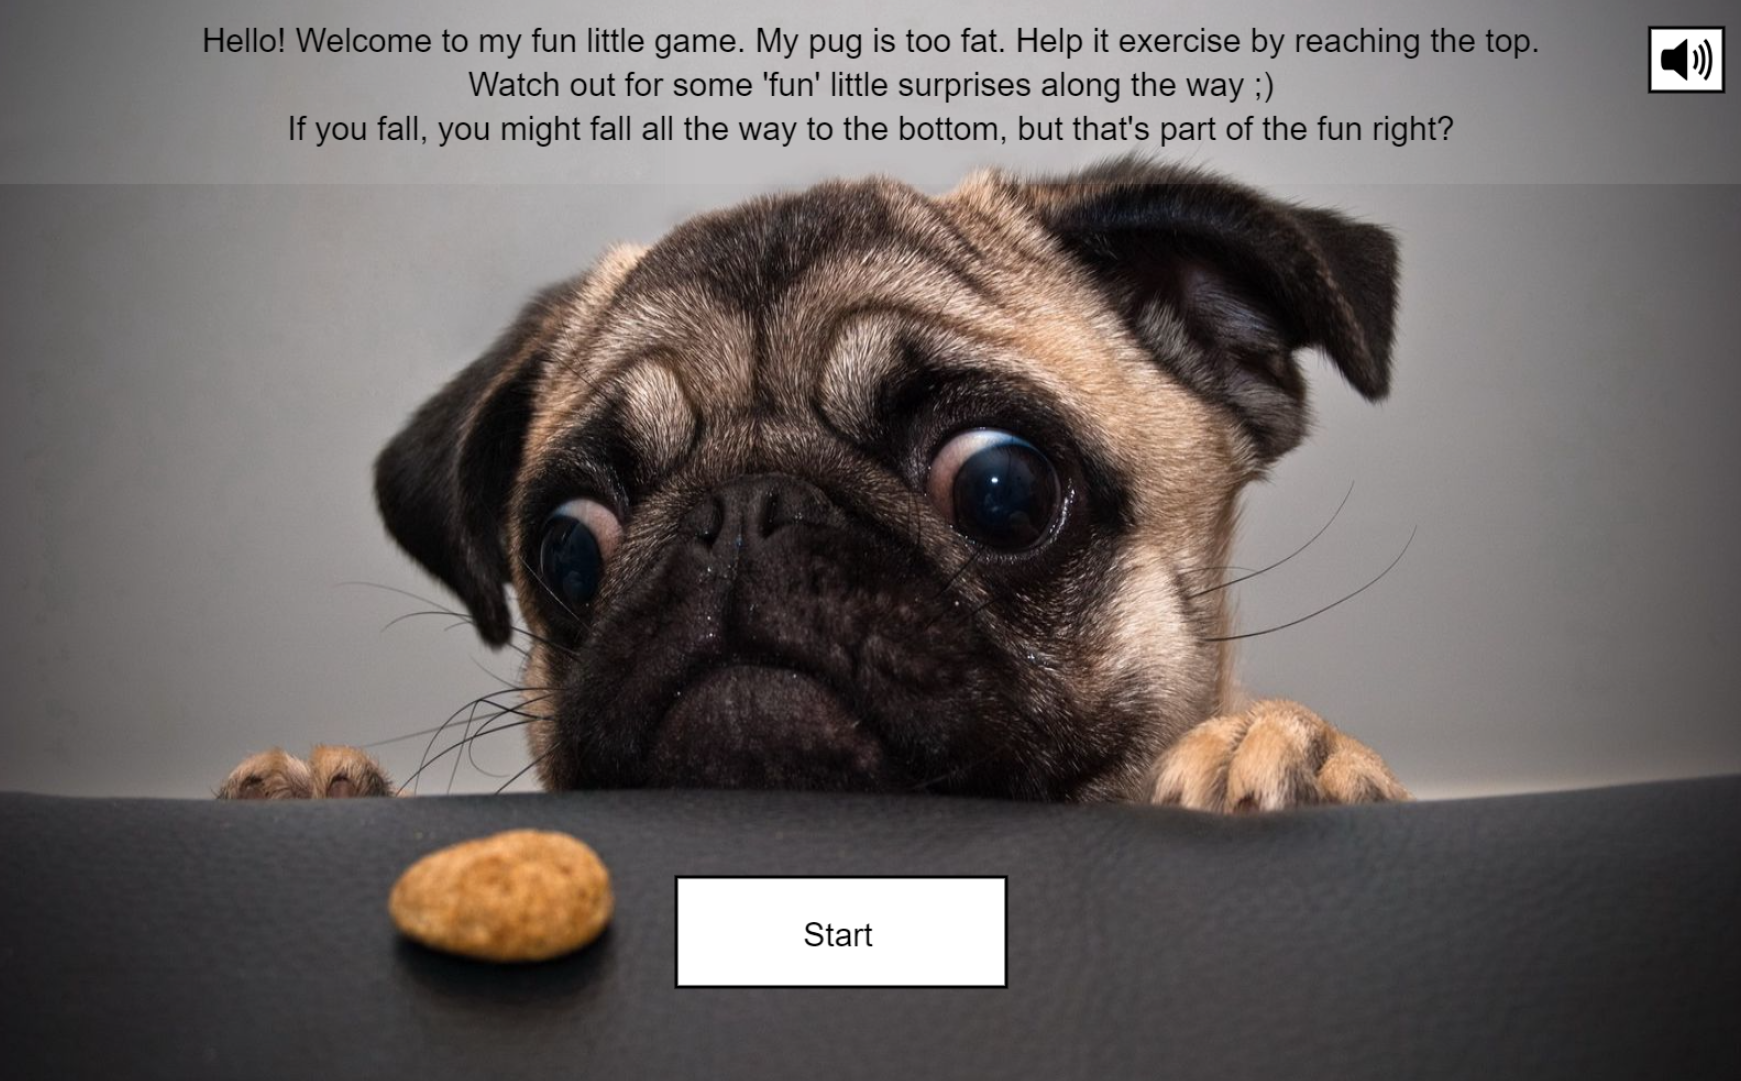 Hello! Welcome to my fun little game. My pug is too fat. Help it exercise by reaching the top.
Watch out for some 'fun' little surprises along the way ;)
If you fall, you might fall all the way to the bottom, but that's part of the fun right?
Start